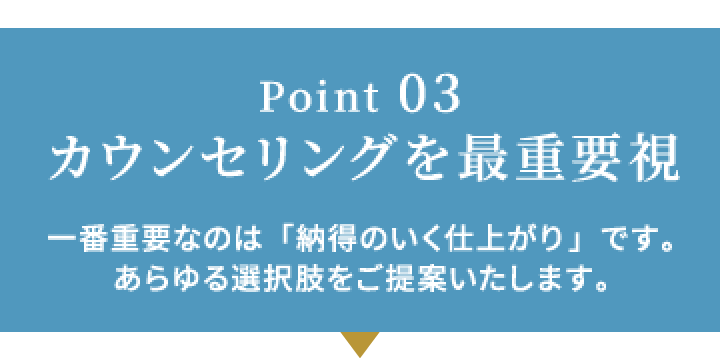 Point 03
カウンセリングを最重要視
一番重要なのは「納得のいく仕上がり」です。
あらゆる選択肢をご提案いたします。